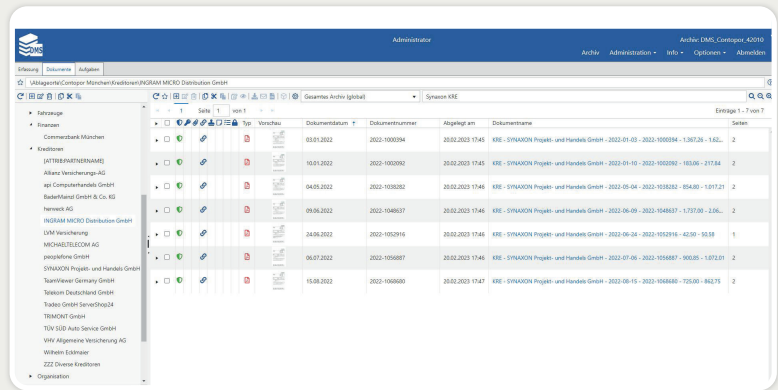 DMS
Administrator
Archiv: DMS_Contopor_42010
Archiv Administration Info Optionen Abmelden
Erfassung Dokumente Aufgaben
\Ablageorte\Contopor München\Kreditoren\INGRAM MICRO Distribution GmbH
Gesamtes Archiv (global) Synaxon KRE
Fahrzeuge
Finanzen
Commerzbank München
Kreditoren
[ATTRIB:PARTNERNAME]
Allianz Versicherungs-AG
api Computerhandels GmbH
BaderMainzl GmbH & Co. KG
herweck AG
INGRAM MICRO Distribution GmbH
LVM Versicherung
MICHAELTELECOM AG
peoplefone GmbH
SYNAXON Projekt- und Handels GmbH
TeamViewer Germany GmbH
Telekom Deutschland GmbH
Tradeo GmbH ServerShop24
TRIMONT GmbH
TÜV SÜD Auto Service GmbH
VHV Allgemeine Versicherung AG
Wilhelm Ecklmaier
ZZZ Diverse Kreditoren
Organisation
1 Seite 1 von 1 Einträge 1 - 7 von 7
Typ Vorschau Dokumentdatum ↑ Dokumentnummer Abgelegt am Dokumentname Seiten
03.01.2022 2022-1000394 20.02.2023 17:45 KRE - SYNAXON Projekt- und Handels GmbH - 2022-01-03 - 2022-1000394 - 1.367,26 - 1.62... 2
10.01.2022 2022-1002092 20.02.2023 17:45 KRE - SYNAXON Projekt- und Handels GmbH - 2022-01-10 - 2022-1002092 - 183,06 - 217,84 2
04.05.2022 2022-1038282 20.02.2023 17:46 KRE - SYNAXON Projekt- und Handels GmbH - 2022-05-04 - 2022-1038282 - 854,80 - 1.017,21 2
09.06.2022 2022-1048637 20.02.2023 17:46 KRE - SYNAXON Projekt- und Handels GmbH - 2022-06-09 - 2022-1048637 - 1.737,00 - 2.06... 2
24.06.2022 2022-1052916 20.02.2023 17:46 KRE - SYNAXON Projekt- und Handels GmbH - 2022-06-24 - 2022-1052916 - 42,50 - 50,58 1
06.07.2022 2022-1056887 20.02.2023 17:46 KRE - SYNAXON Projekt- und Handels GmbH - 2022-07-06 - 2022-1056887 - 900,85 - 1.072,01 2
15.08.2022 2022-1068680 20.02.2023 17:47 KRE - SYNAXON Projekt- und Handels GmbH - 2022-08-15 - 2022-1068680 - 725,00 - 862,75 2